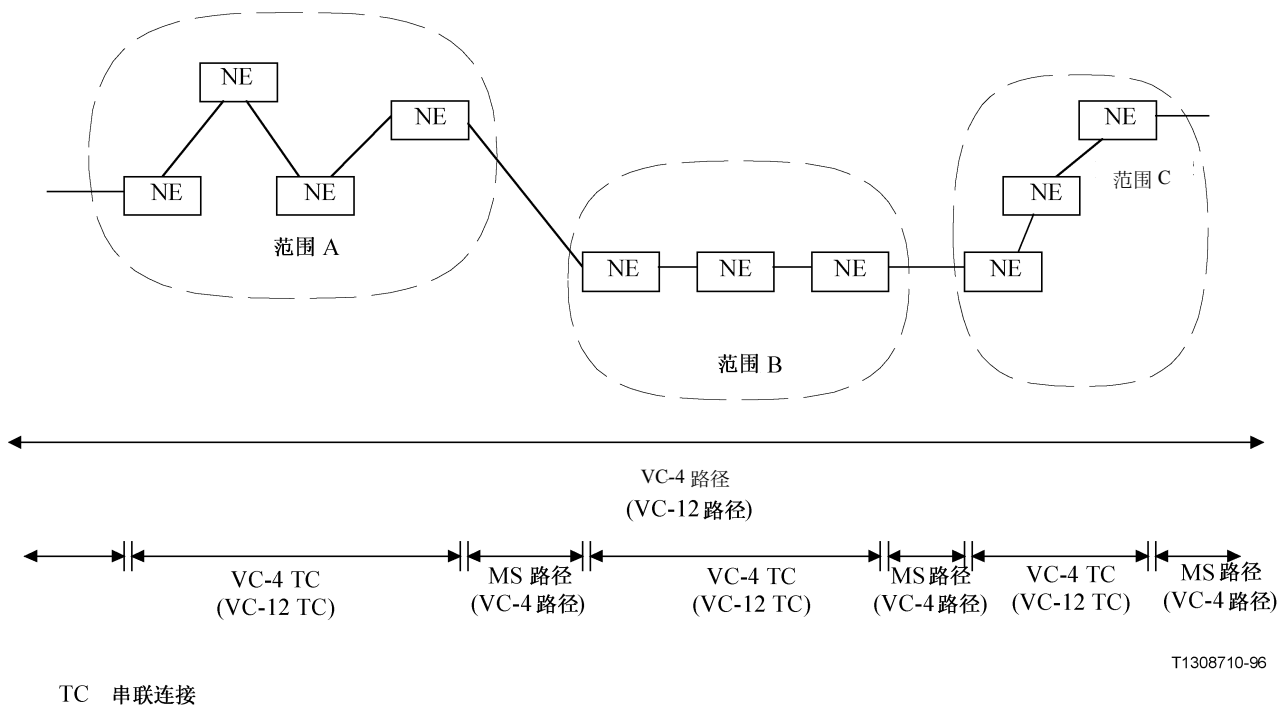 NE
NE
NE
NE
NE
NE
范围 C
范围 A
NE
NE
NE
NE
范围 B
VC-4 路径
(VC-12 路径)
VC-4 TC
(VC-12 TC)
MS 路径
(VC-4 路径)
VC-4 TC
(VC-12 TC)
MS 路径
(VC-4 路径)
VC-4 TC
(VC-12 TC)
MS 路径
(VC-4 路径)
T1308710-96
TC 串联连接